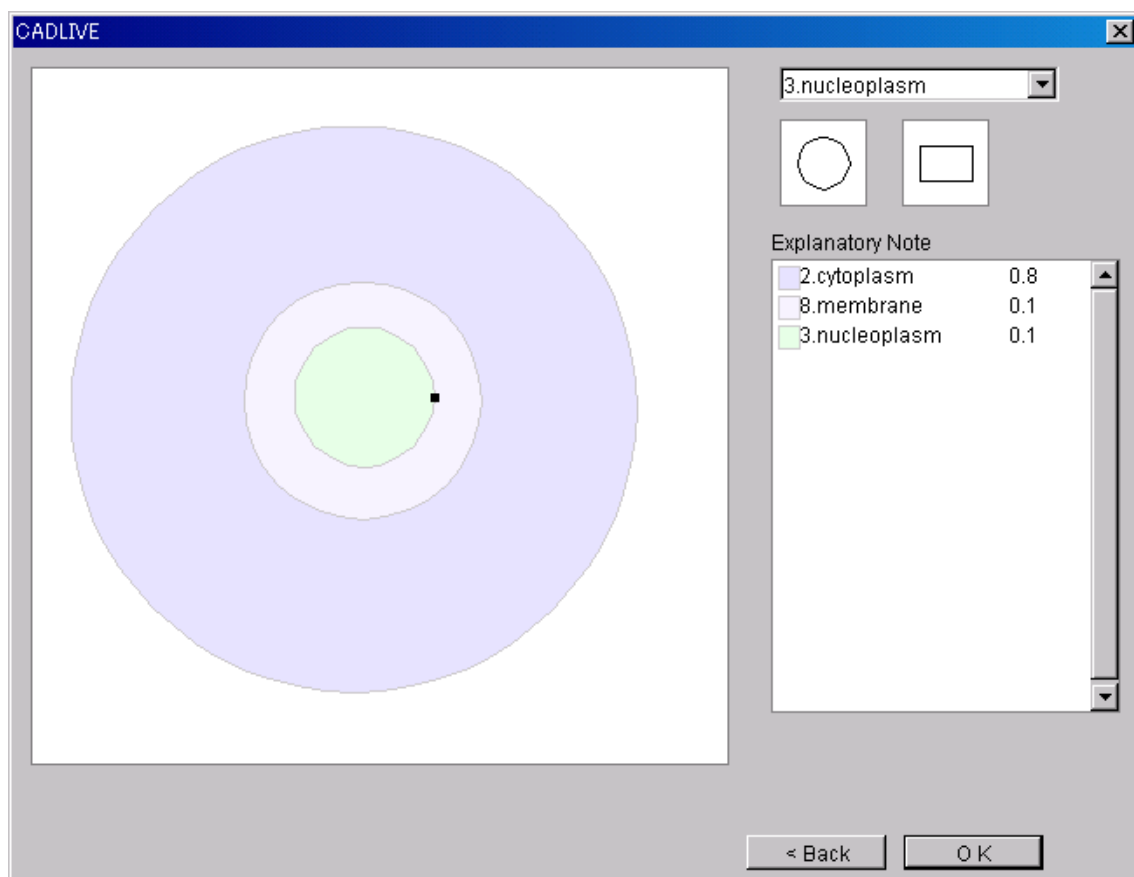 CADLIVE
3.nucleoplasm
Explanatory Note
2.cytoplasm 0.8
8.membrane 0.1
3.nucleoplasm 0.1
< Back
OK